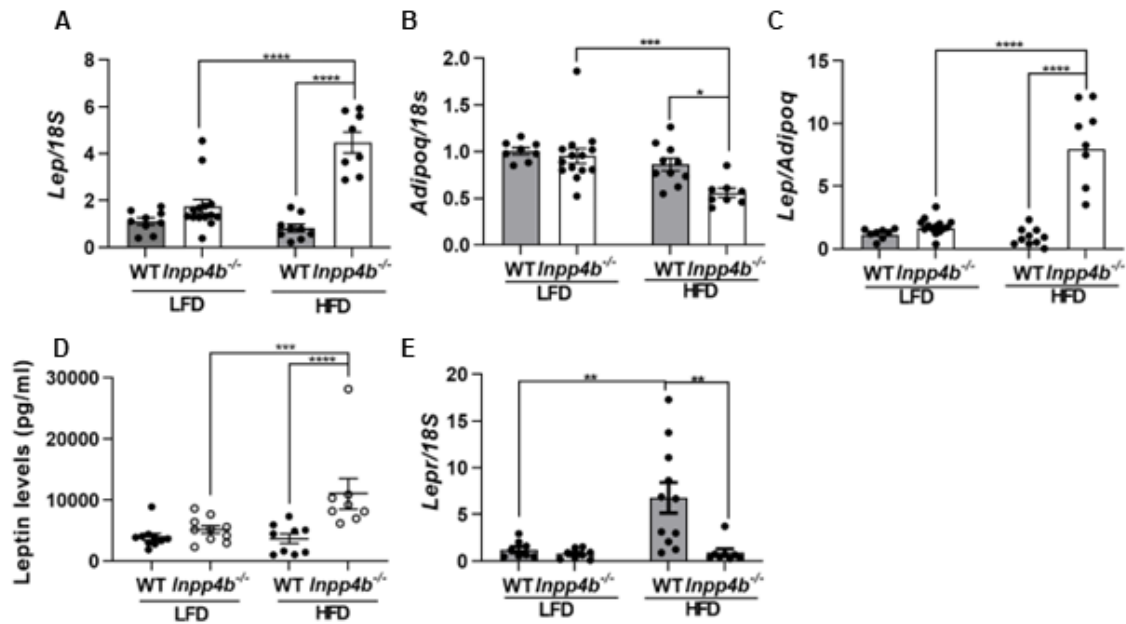 A
Lep/18S
8
6
4
2
0
****
****
WT Inpp4b-/- WT Inpp4b-/-
LFD HFD
B
Adipoq/18s
2.0
1.5
1.0
0.5
0.0
***
*
WT Inpp4b-/- WT Inpp4b-/-
LFD HFD
C
Lep/Adipoq
15
10
5
0
****
****
WT Inpp4b-/- WT Inpp4b-/-
LFD HFD
D
Leptin levels (pg/ml)
30000
20000
10000
0
***
****
WT Inpp4b-/- WT Inpp4b-/-
LFD HFD
E
Lepr/18S
20
15
10
5
0
** **
WT Inpp4b-/- WT Inpp4b-/-
LFD HFD